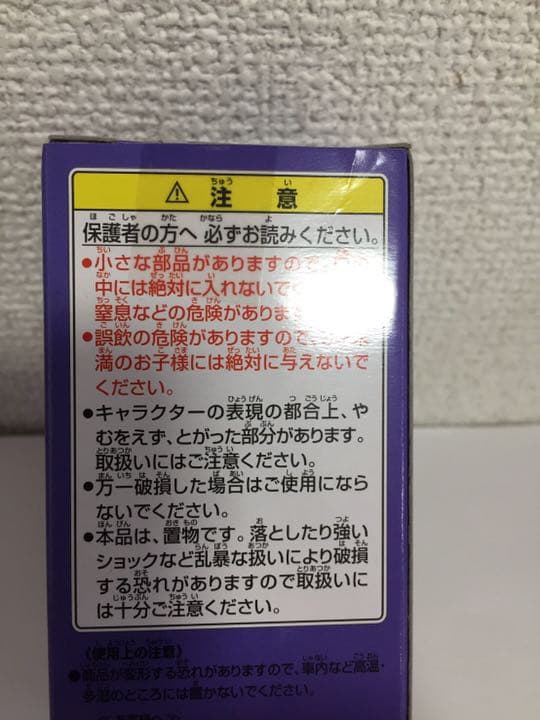 ⚠ 注意
保護者の方へ 必ずお読みください。
●小さな部品がありますので、
中には絶対に入れないで
窒息などの危険がありま
●誤飲の危険がありますので、
満のお子様には絶対に与えないで
ください。
●キャラクターの表現の都合上、や
むをえず、とがった部分があります。
取扱いにはご注意ください。
●万一破損した場合はご使用になら
ないでください。
●本品は、置物です。落としたり強い
ショックなど乱暴な扱いにより破損
する恐れがありますので取扱いに
は十分ご注意ください。
《使用上の注意》
●商品が変形する恐れがありますので、車内など高温・
多湿のところには置かないでください。